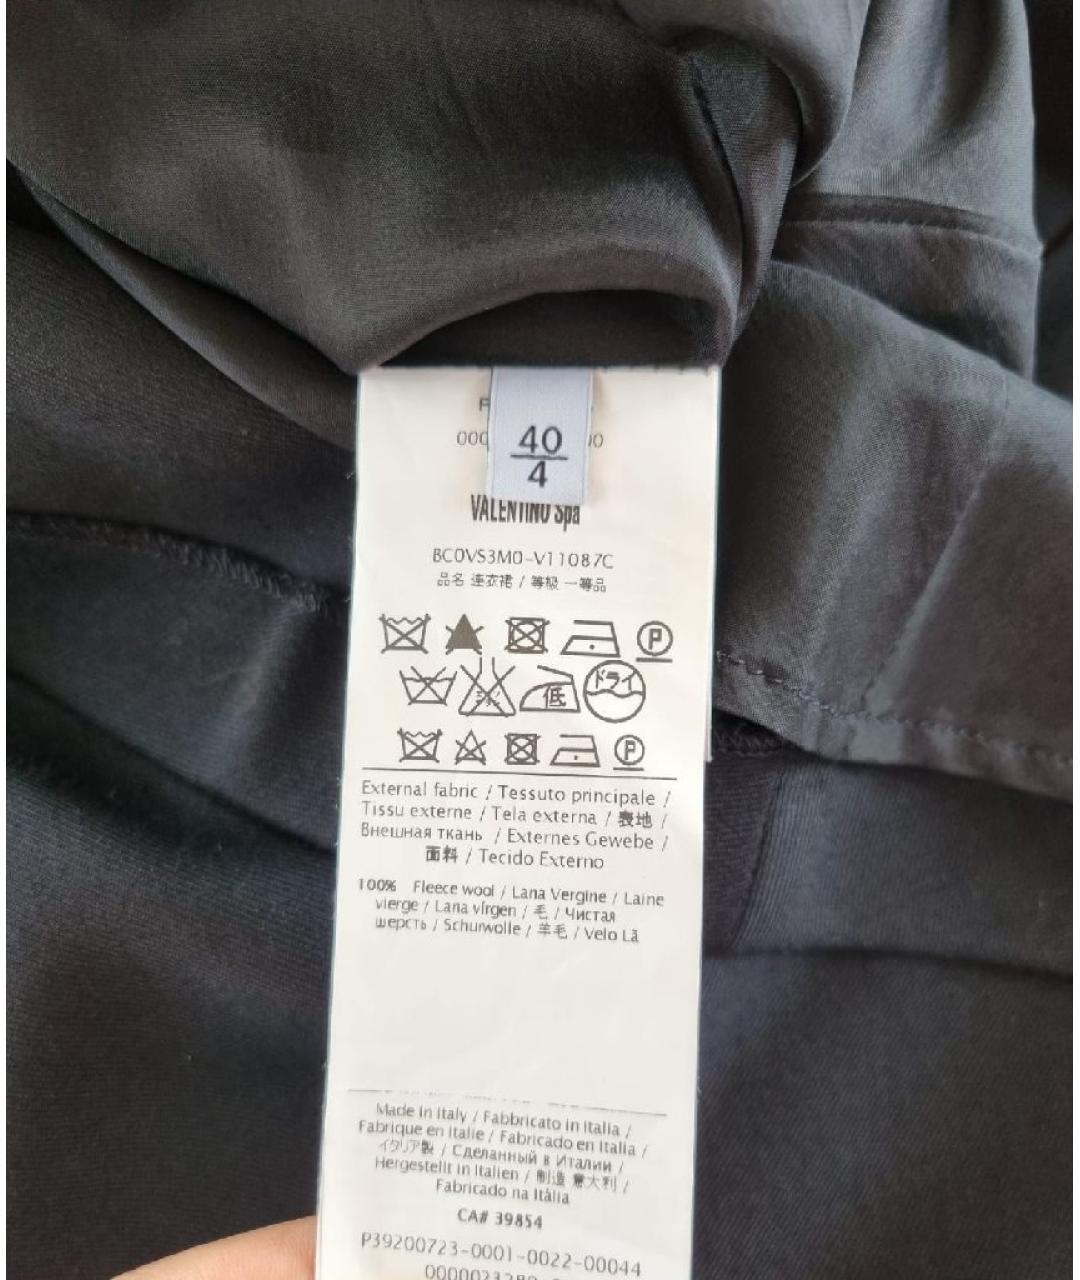 40
4
VALENTINO Spa
BC0VS3M0-V11087C
品名 連衣裙 / 等級 一等品
P
低 ドライ
P
External fabric / Tessuto principale /
Tissu externe / Tela externa / 表地 /
Внешная ткань / Externes Gewebe /
面料 / Tecido Externo
100% Fleece wool / Lana Vergine / Laine
vierge / Lana virgen / 毛 / Чистая
шерсть / Schurwolle / 羊毛 / Velo Lã
Made in Italy / Fabbricato in Italia /
Fabrique en Italie / Fabricado en Italia /
イタリア製 / Сделанный в Италии /
Hergestellt in Italien / 制造 意大利 /
Fabricado na Itália
CA# 39854
P39200723-0001-0022-00044